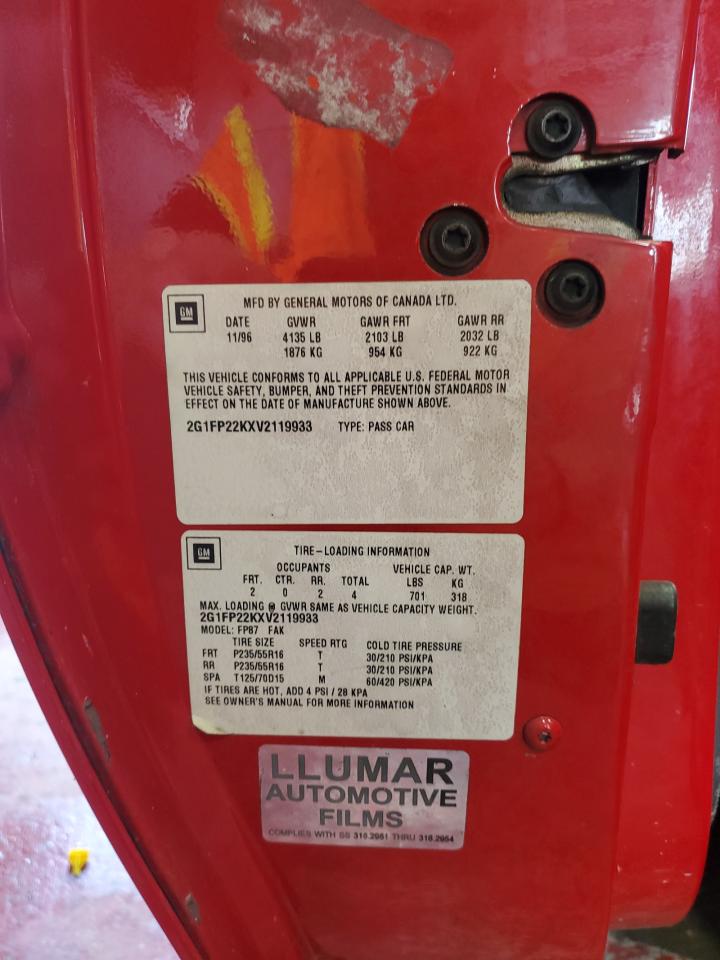 GM
MFD BY GENERAL MOTORS OF CANADA LTD.
DATE GVWR GAWR FRT GAWR RR
11/96 4135 LB 2103 LB 2032 LB
1876 KG 954 KG 922 KG
THIS VEHICLE CONFORMS TO ALL APPLICABLE U.S. FEDERAL MOTOR
VEHICLE SAFETY, BUMPER, AND THEFT PREVENTION STANDARDS IN
EFFECT ON THE DATE OF MANUFACTURE SHOWN ABOVE.
2G1FP22KXV2119933 TYPE: PASS CAR
GM
TIRE-LOADING INFORMATION
OCCUPANTS VEHICLE CAP. WT.
FRT. CTR. RR. TOTAL LBS KG
2 0 2 4 701 318
MAX. LOADING @ GVWR SAME AS VEHICLE CAPACITY WEIGHT.
2G1FP22KXV2119933
MODEL: FP87 FAK
TIRE SIZE SPEED RTG COLD TIRE PRESSURE
FRT P235/55R16 T 30/210 PSI/KPA
RR P235/55R16 T 30/210 PSI/KPA
SPA T125/70D15 M 60/420 PSI/KPA
IF TIRES ARE HOT, ADD 4 PSI / 28 KPA
SEE OWNER'S MANUAL FOR MORE INFORMATION
LLUMAR
AUTOMOTIVE
FILMS
COMPLIES WITH SS 316.2951 THRU 316.2954